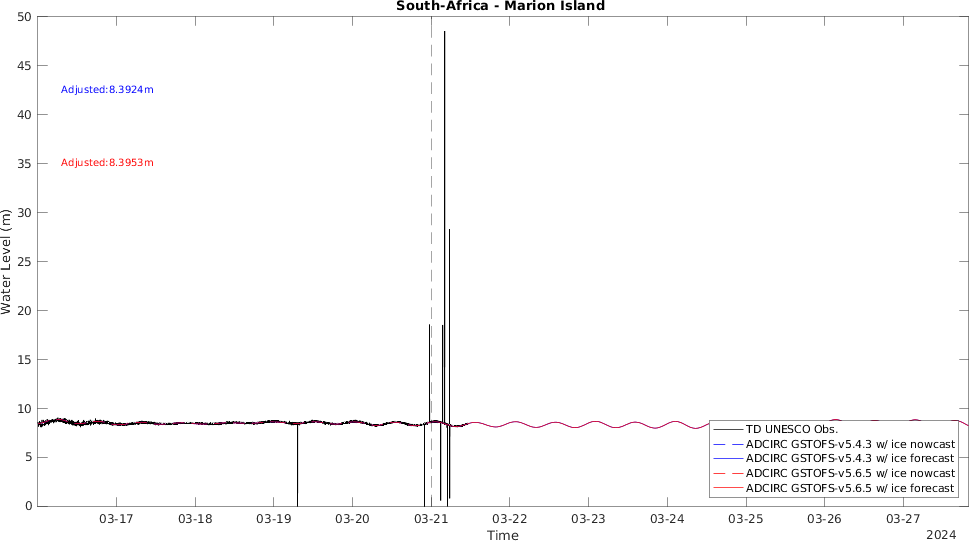 South-Africa - Marion Island
50
45
40
35
30
25
20
15
10
5
0
Water Level (m)
Adjusted:8.3924m
Adjusted:8.3953m
TD UNESCO Obs.
ADCIRC GSTOFS-v5.4.3 w/ ice nowcast
ADCIRC GSTOFS-v5.4.3 w/ ice forecast
ADCIRC GSTOFS-v5.6.5 w/ ice nowcast
ADCIRC GSTOFS-v5.6.5 w/ ice forecast
03-17 03-18 03-19 03-20 03-21 03-22 03-23 03-24 03-25 03-26 03-27
Time
2024